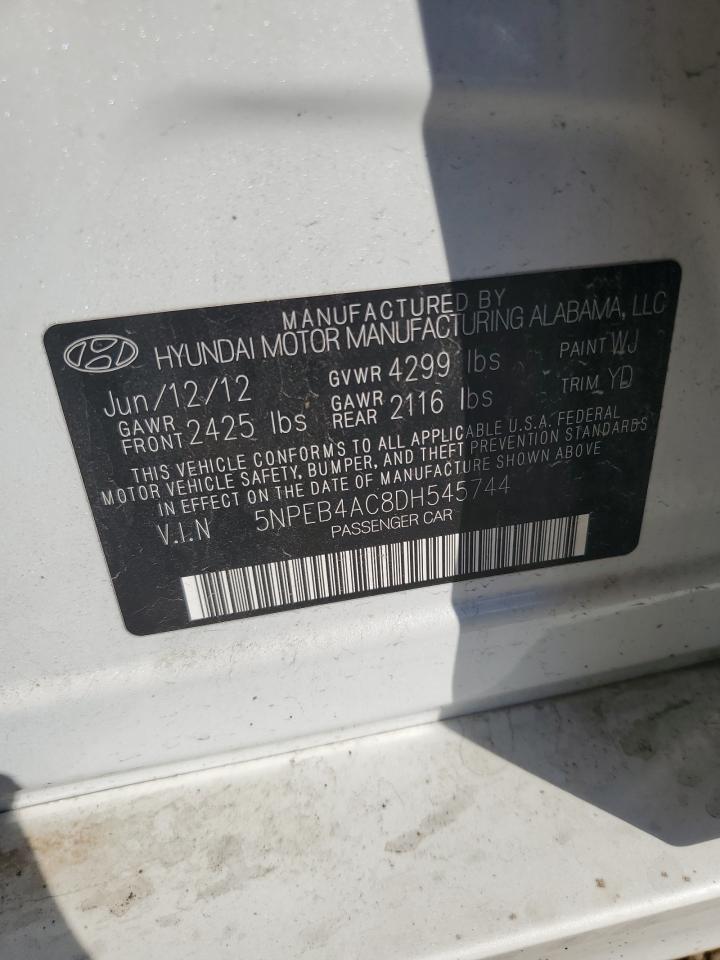 MANUFACTURED BY
HYUNDAI MOTOR MANUFACTURING ALABAMA, LLC
Jun/12/12 GVWR 4299 lbs PAINT WJ
GAWR FRONT 2425 lbs GAWR REAR 2116 lbs TRIM YD
THIS VEHICLE CONFORMS TO ALL APPLICABLE U.S.A. FEDERAL
MOTOR VEHICLE SAFETY, BUMPER, AND THEFT PREVENTION STANDARDS
IN EFFECT ON THE DATE OF MANUFACTURE SHOWN ABOVE
V.I.N 5NPEB4AC8DH545744
PASSENGER CAR